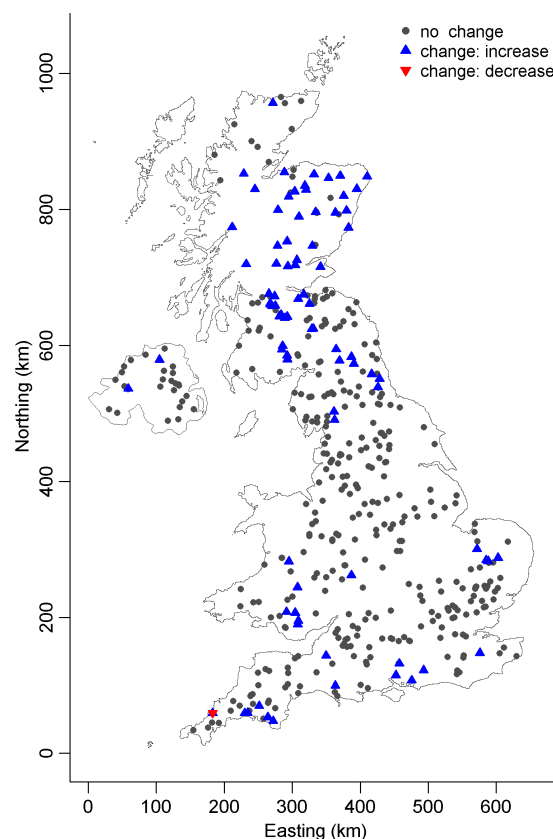 no change
change: increase
change: decrease
1000
800
600
400
200
0
Northing (km)
0 100 200 300 400 500 600
Easting (km)